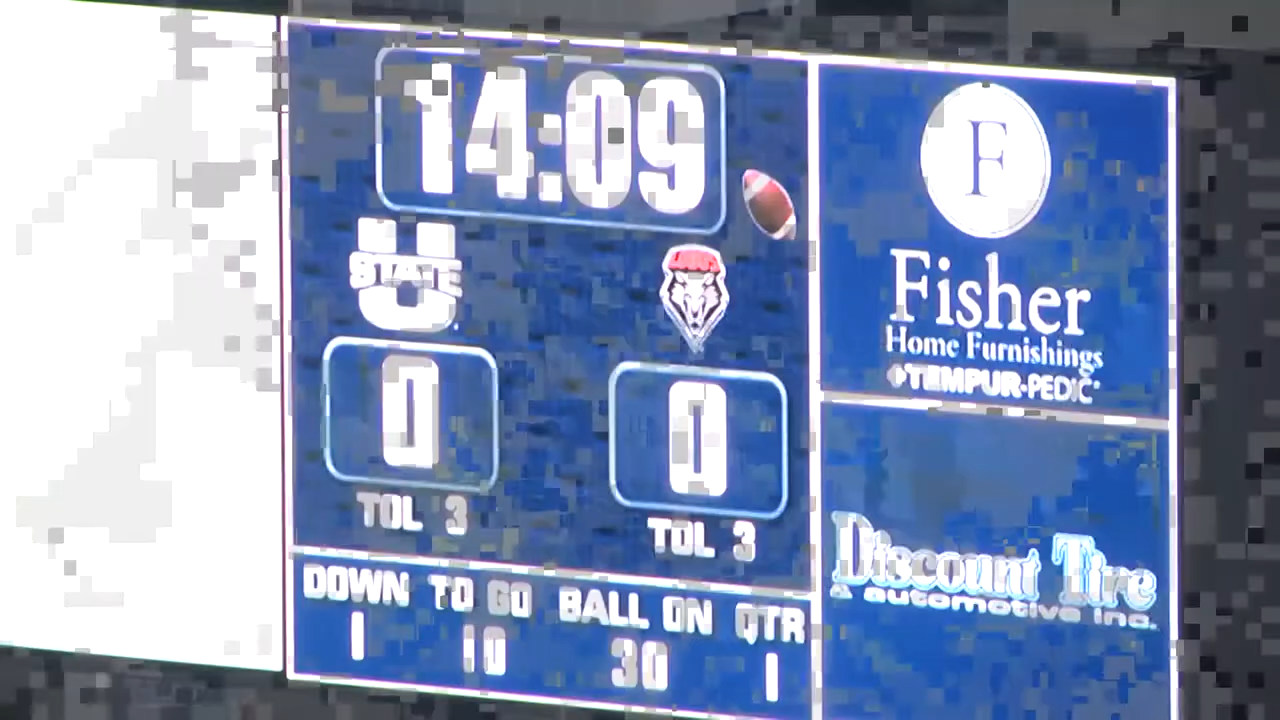 14:09
U STATE
0
0
TOL 3
TOL 3
DOWN TO GO BALL ON QTR
1 10 30 1
F
Fisher
Home Furnishings
TEMPUR-PEDIC
Discount Tire
& automotive inc.